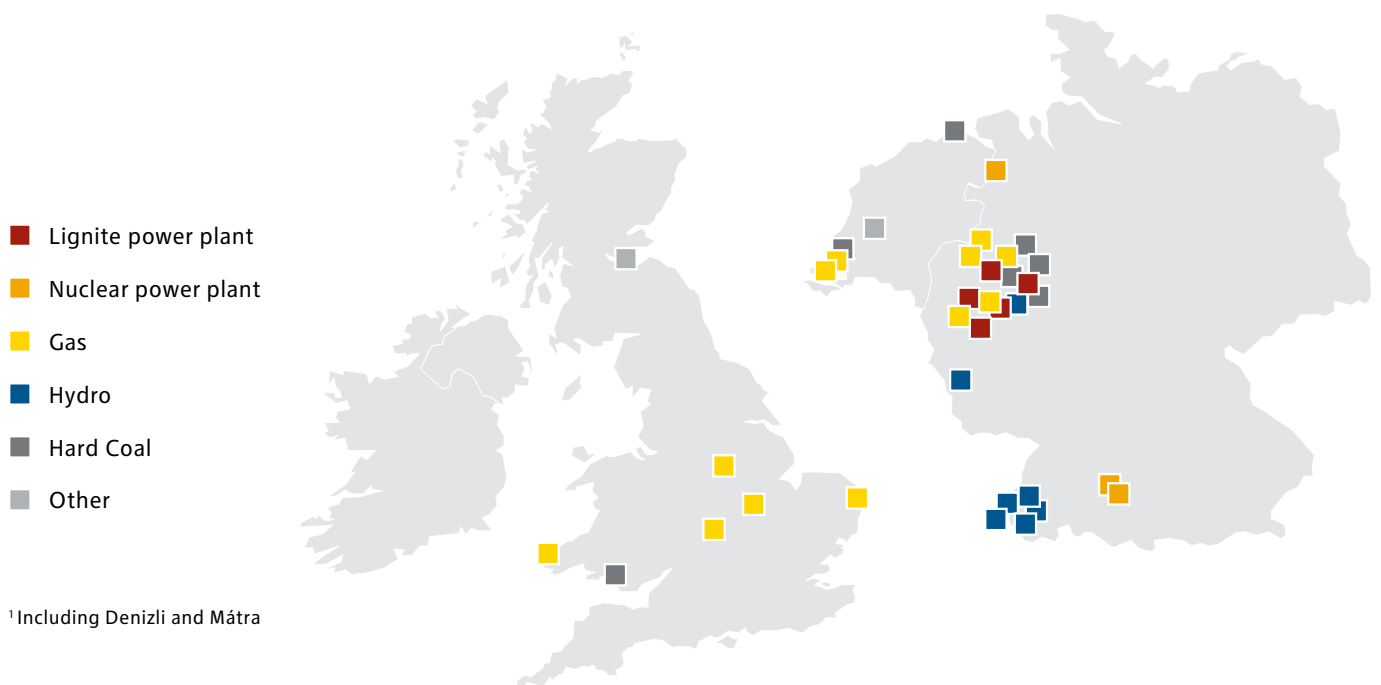 Lignite power plant
Nuclear power plant
Gas
Hydro
Hard Coal
Other
¹ Including Denizli and Mátra